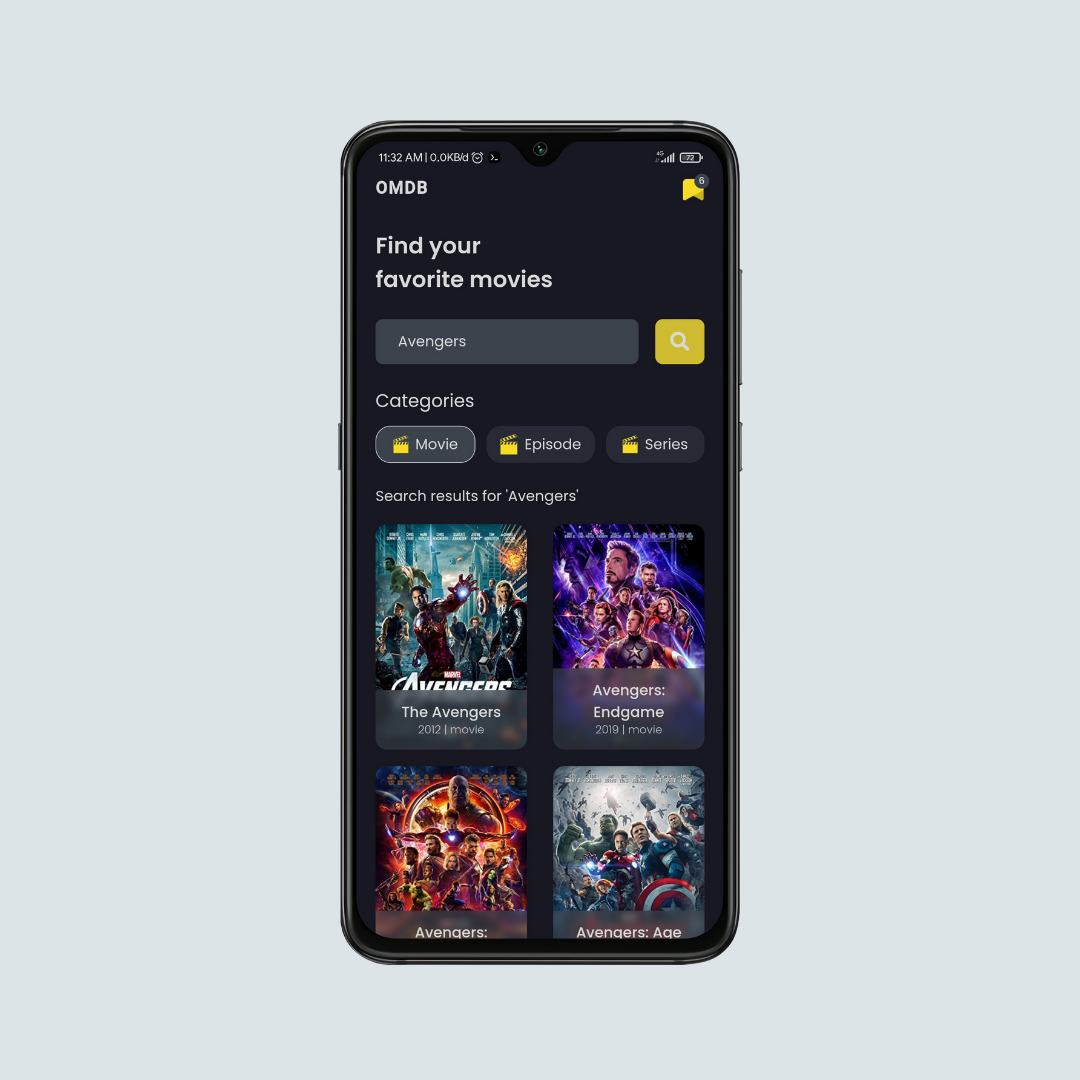 11:32 AM | 0.0KB/d
4G
72
OMDB
6
Find your
favorite movies
Avengers
Categories
Movie
Episode
Series
Search results for 'Avengers'
MARVEL
AVENGERS
The Avengers
2012 | movie
Avengers:
Endgame
2019 | movie
Avengers:
Avengers: Age